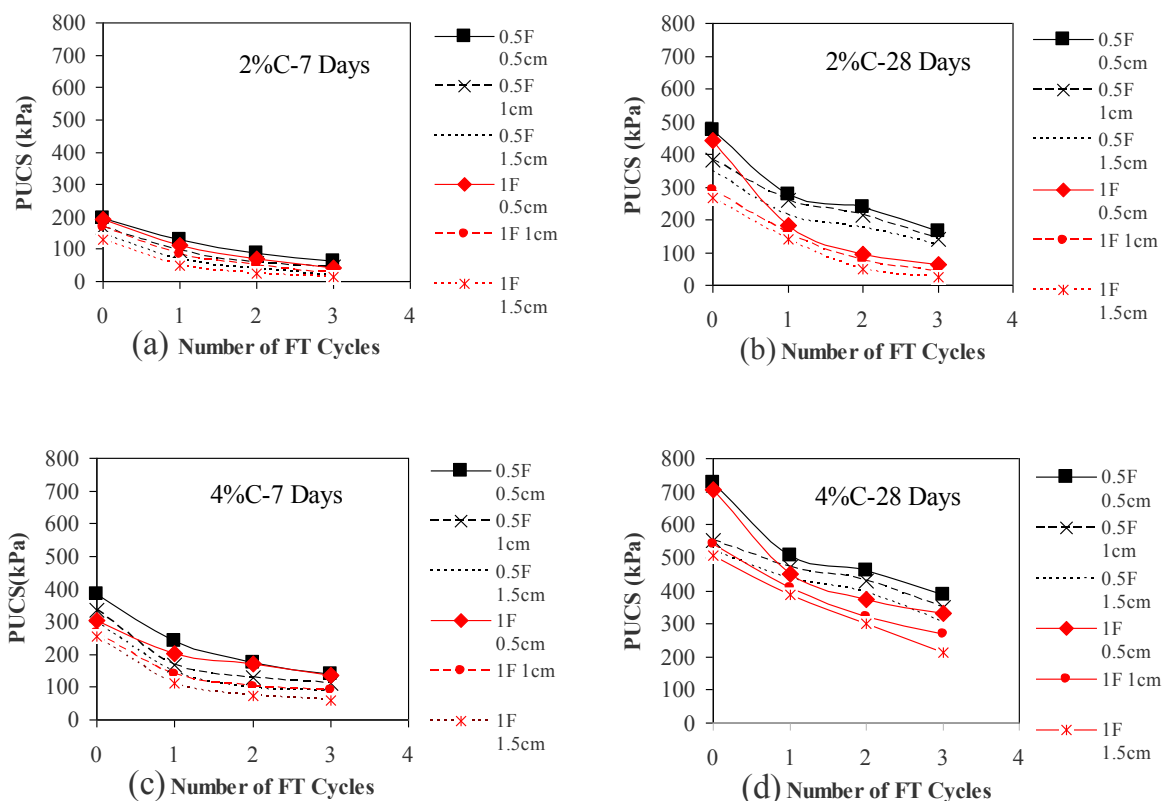 2%C-7 Days
PUCS (kPa)
800
700
600
500
400
300
200
100
0
0 1 2 3 4
(a) Number of FT Cycles
0.5F
0.5cm
0.5F
1cm
0.5F
1.5cm
1F
0.5cm
1F 1cm
1F
1.5cm
2%C-28 Days
PUCS (kPa)
800
700
600
500
400
300
200
100
0
0 1 2 3 4
(b) Number of FT Cycles
0.5F
0.5cm
0.5F
1cm
0.5F
1.5cm
1F
0.5cm
1F 1cm
1F
1.5cm
4%C-7 Days
PUCS(kPa)
800
700
600
500
400
300
200
100
0
0 1 2 3 4
(c) Number of FT Cycles
0.5F
0.5cm
0.5F
1cm
0.5F
1.5cm
1F
0.5cm
1F 1cm
1F
1.5cm
4%C-28 Days
PUCS (kPa)
800
700
600
500
400
300
200
100
0
0 1 2 3 4
(d) Number of FT Cycles
0.5F
0.5cm
0.5F
1cm
0.5F
1.5cm
1F
0.5cm
1F 1cm
1F
1.5cm